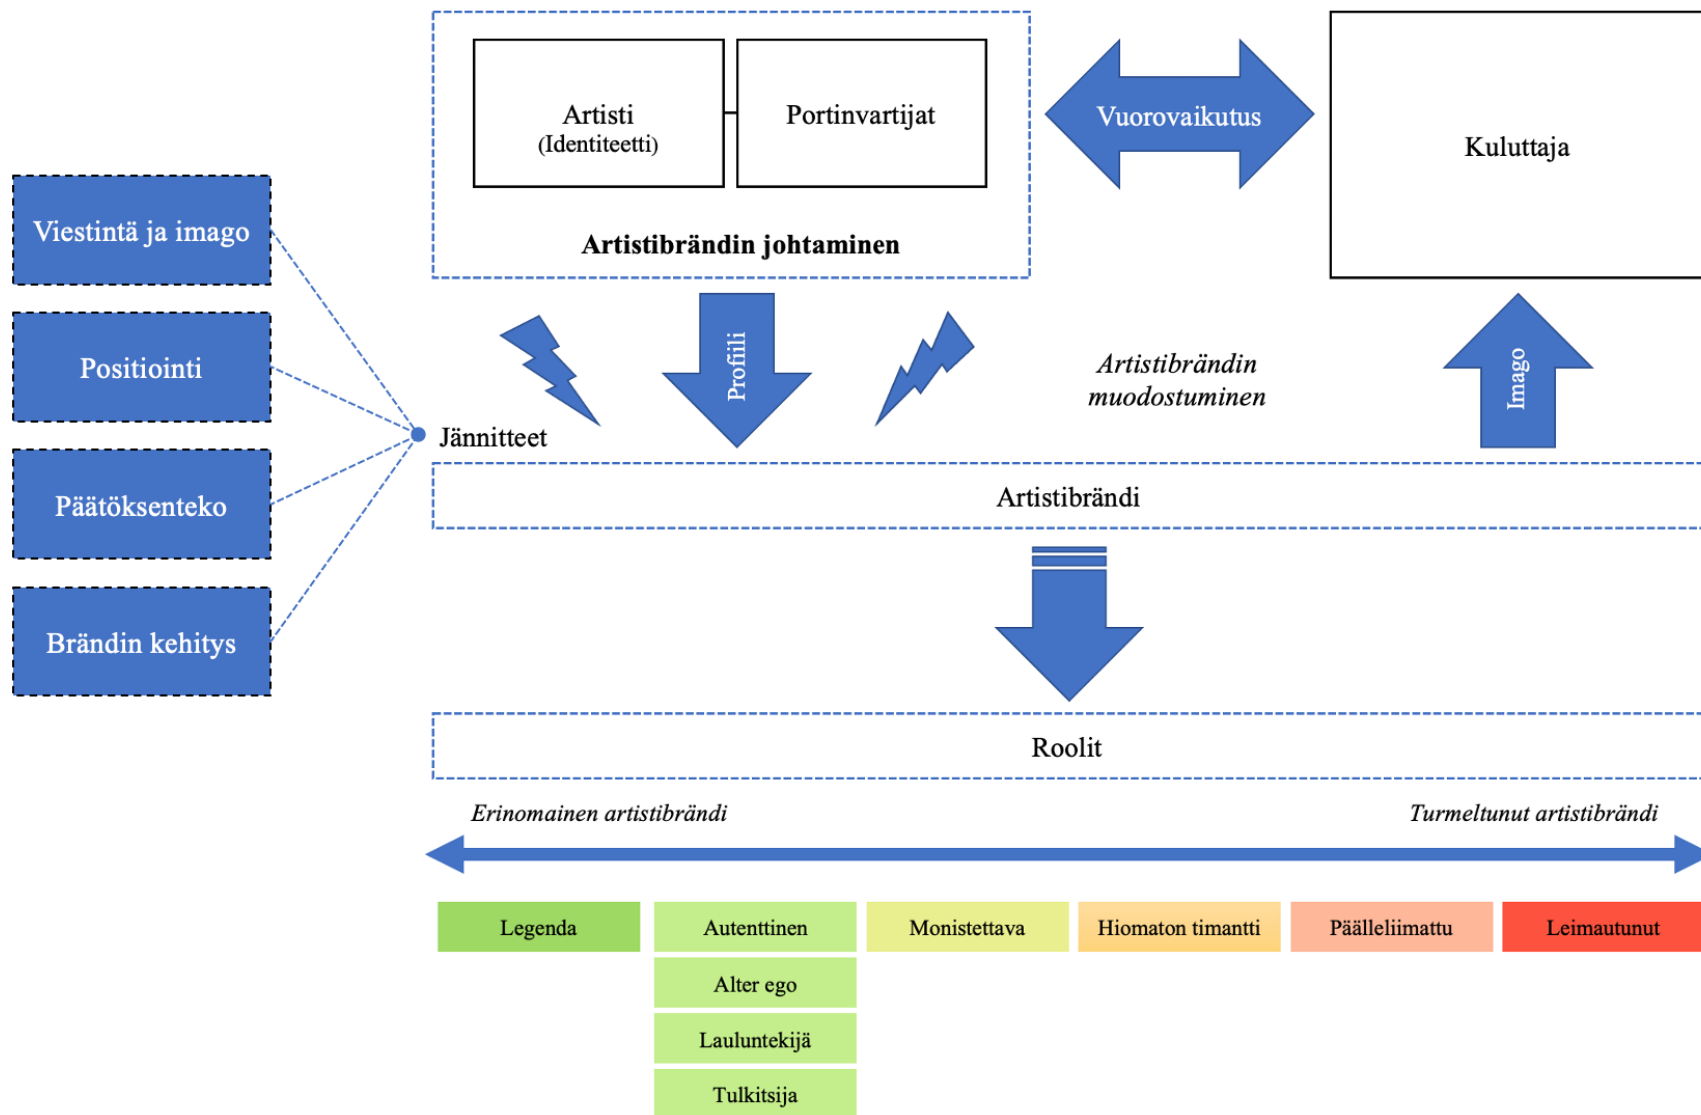 Artisti
(Identiteetti)
Portinvartijat
Artistibrändin johtaminen
Vuorovaikutus
Kuluttaja
Viestintä ja imago
Positiointi
Päätöksenteko
Brändin kehitys
Jännitteet
Profiili
Artistibrändin
muodostuminen
Imago
Artistibrändi
Roolit
Erinomainen artistibrändi
Turmeltunut artistibrändi
Legenda
Autenttinen
Monistettava
Hiomaton timantti
Päälleliimattu
Leimautunut
Alter ego
Lauluntekijä
Tulkitsija